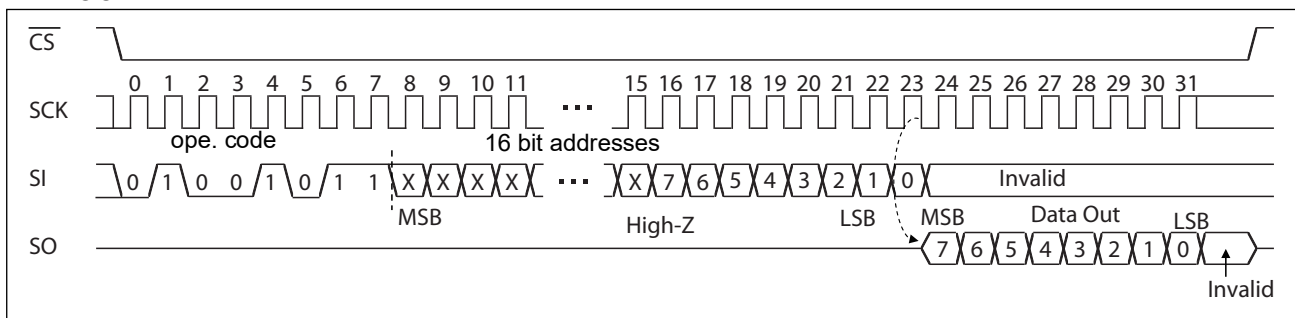 CS
0 1 2 3 4 5 6 7 8 9 10 11 15 16 17 18 19 20 21 22 23 24 25 26 27 28 29 30 31
SCK ...
ope. code 16 bit addresses
SI 0 1 0 0 1 0 1 1 X X X X ... X 7 6 5 4 3 2 1 0 Invalid
MSB High-Z LSB MSB Data Out LSB
SO 7 6 5 4 3 2 1 0
Invalid